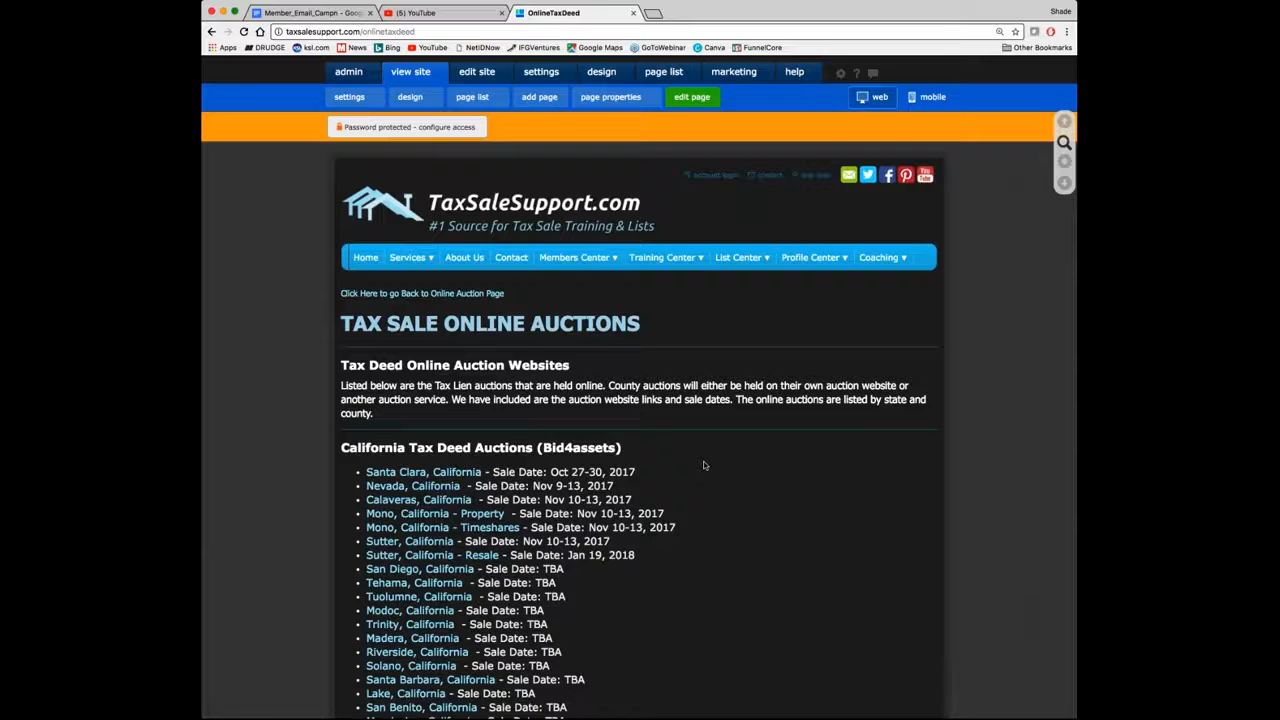 Member_Email_Campn - Goog
(5) YouTube
OnlineTaxDeed
Shade
taxsalesupport.com/onlinetaxdeed
Apps
DRUDGE
ksl.com
News
Bing
YouTube
NetIDNow
IFGVentures
Google Maps
GoToWebinar
Canva
FunnelCore
Other Bookmarks
admin
view site
edit site
settings
design
page list
marketing
help
settings
design
page list
add page
page properties
edit page
web
mobile
Password protected - configure access
account login
contact
TaxSaleSupport.com
#1 Source for Tax Sale Training & Lists
Home
Services ▾
About Us
Contact
Members Center ▾
Training Center ▾
List Center ▾
Profile Center ▾
Coaching ▾
Click Here to go Back to Online Auction Page
TAX SALE ONLINE AUCTIONS
Tax Deed Online Auction Websites
Listed below are the Tax Lien auctions that are held online. County auctions will either be held on their own auction website or
another auction service. We have included are the auction website links and sale dates. The online auctions are listed by state and
county.
California Tax Deed Auctions (Bid4assets)
• Santa Clara, California - Sale Date: Oct 27-30, 2017
• Nevada, California - Sale Date: Nov 9-13, 2017
• Calaveras, California - Sale Date: Nov 10-13, 2017
• Mono, California - Property - Sale Date: Nov 10-13, 2017
• Mono, California - Timeshares - Sale Date: Nov 10-13, 2017
• Sutter, California - Sale Date: Nov 10-13, 2017
• Sutter, California - Resale - Sale Date: Jan 19, 2018
• San Diego, California - Sale Date: TBA
• Tehama, California - Sale Date: TBA
• Tuolumne, California - Sale Date: TBA
• Modoc, California - Sale Date: TBA
• Trinity, California - Sale Date: TBA
• Madera, California - Sale Date: TBA
• Riverside, California - Sale Date: TBA
• Solano, California - Sale Date: TBA
• Santa Barbara, California - Sale Date: TBA
• Lake, California - Sale Date: TBA
• San Benito, California - Sale Date: TBA